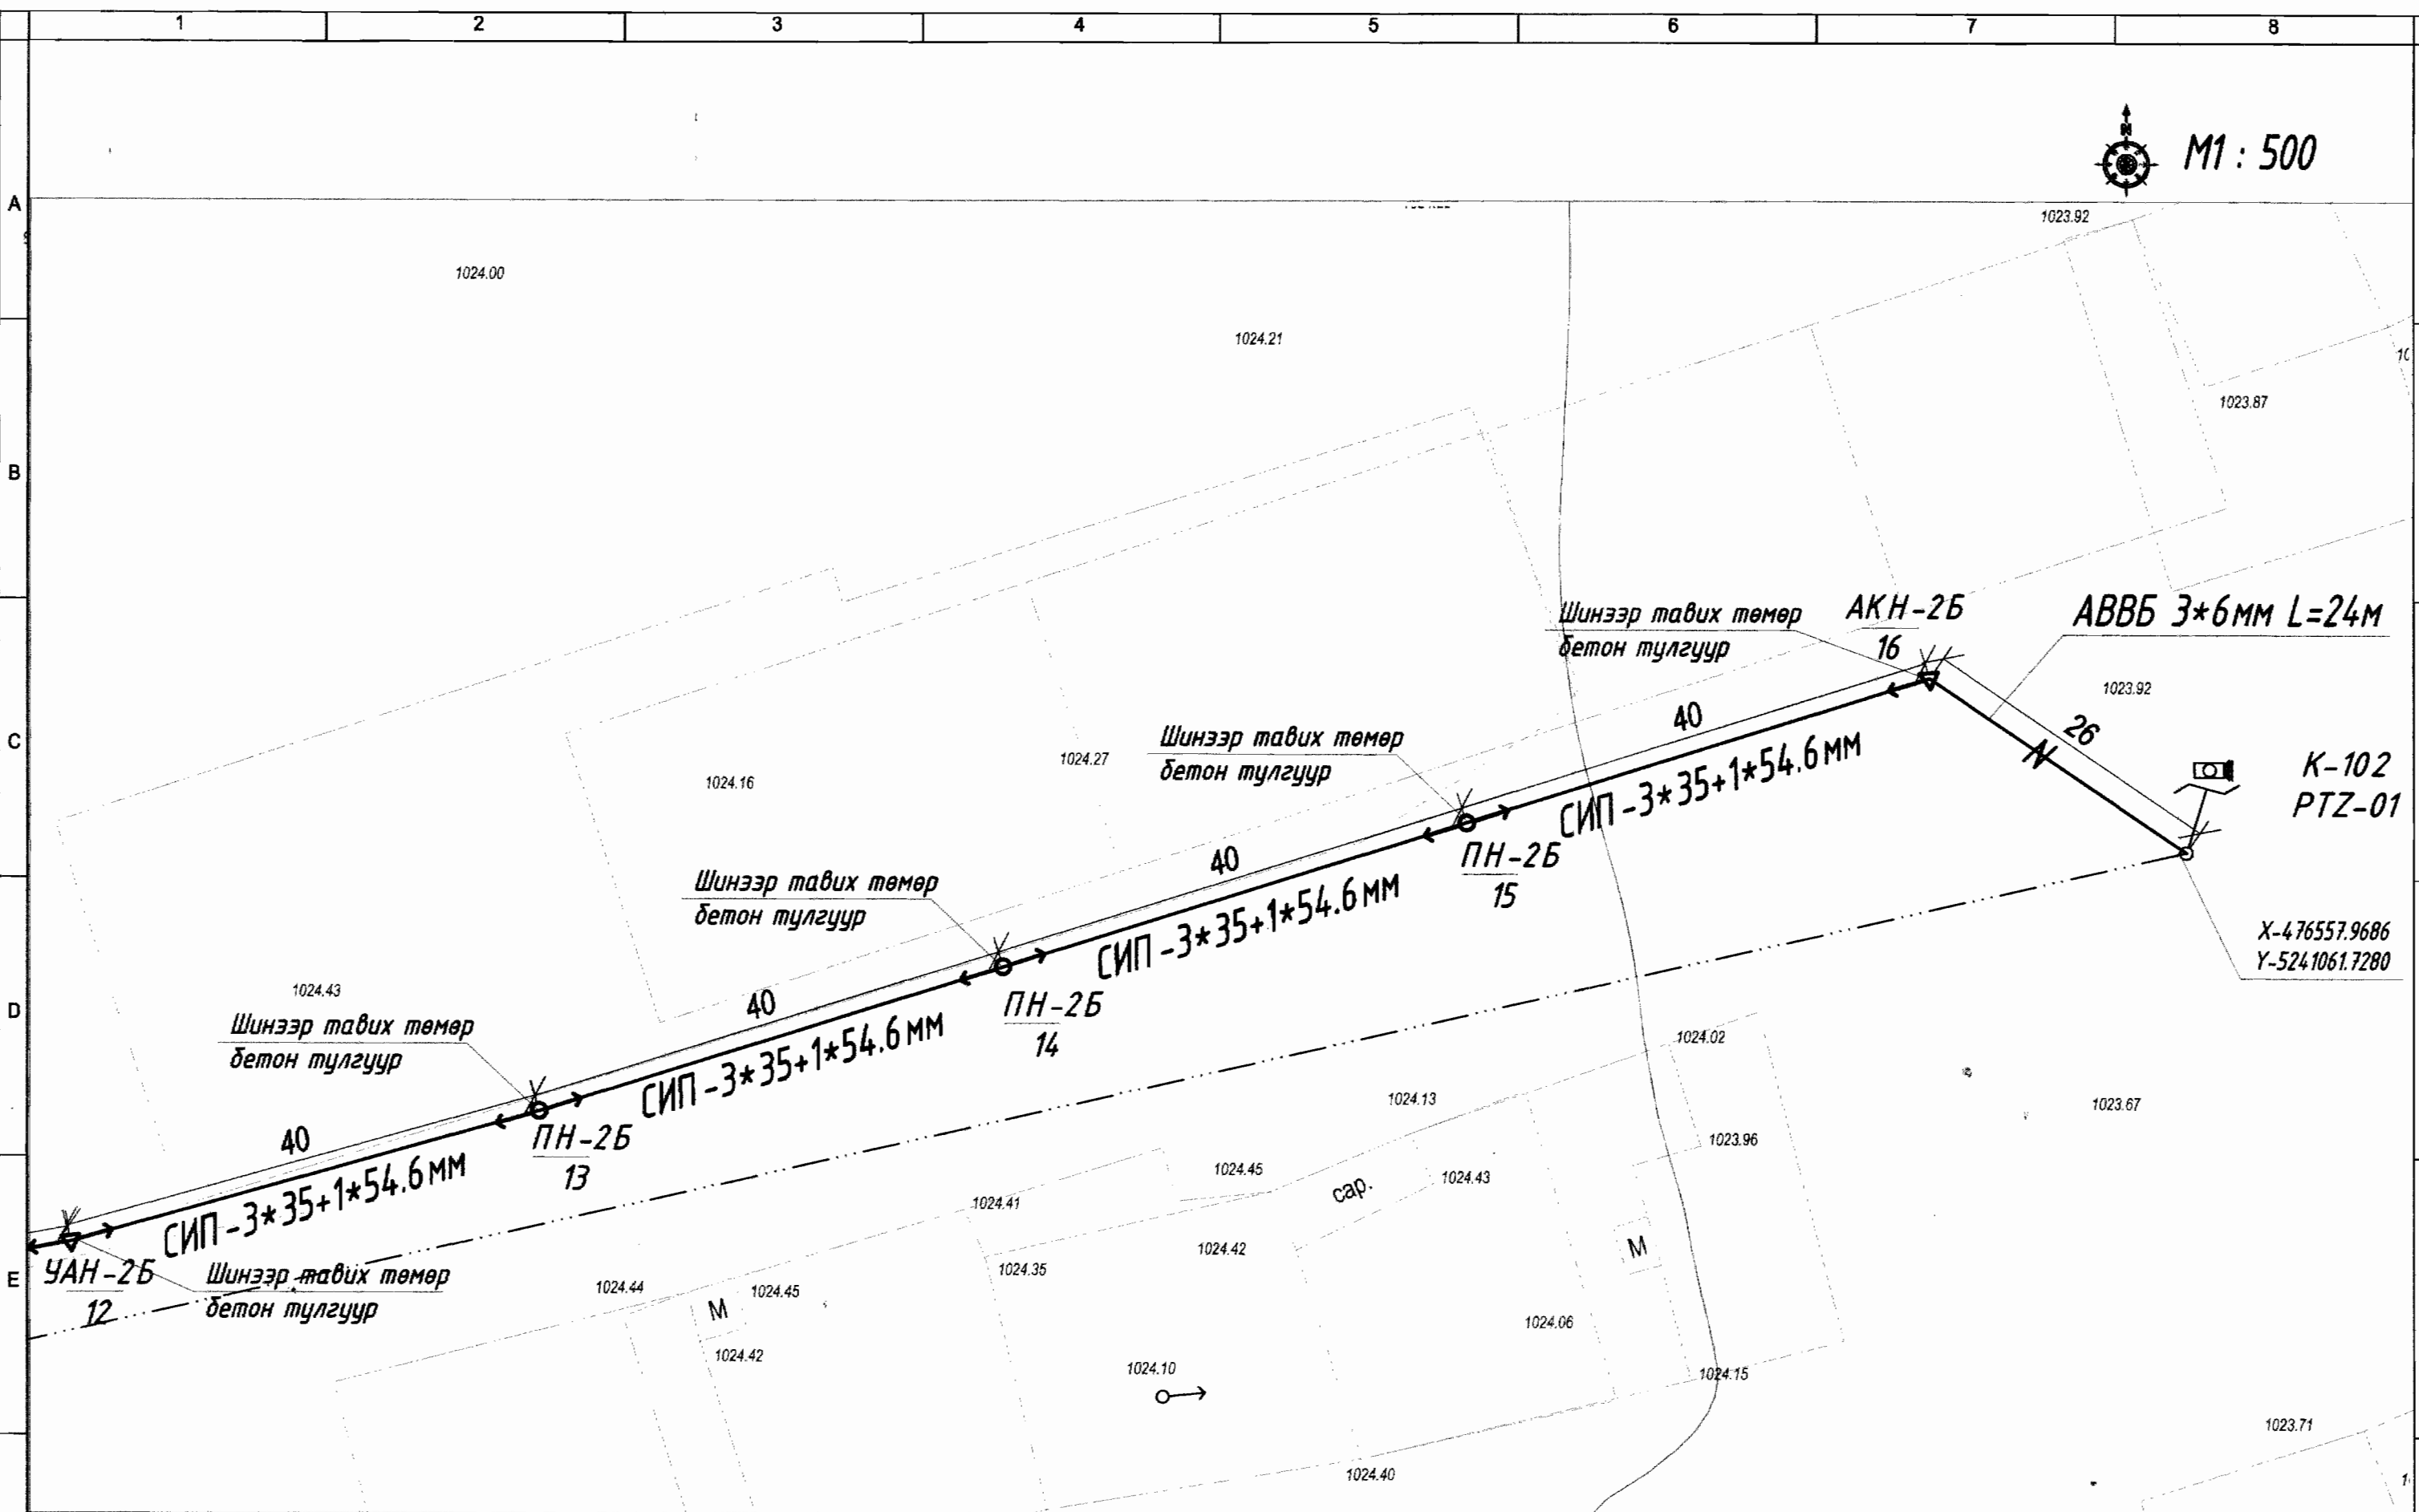 1 2 3 4 5 6 7 8
М1 : 500
A
1023.92
1024.00
1024.21
1023.87
B
Шинээр тавих төмөр
бетон тулгуур
АКН-2Б
16
АВВБ 3*6мм L=24м
1023.92
C
40
26
Шинээр тавих төмөр
бетон тулгуур
1024.27
1024.16
СИП-3*35+1*54.6мм
К-102
PTZ-01
ПН-2Б
15
40
Шинээр тавих төмөр
бетон тулгуур
СИП-3*35+1*54.6мм
X-476557.9686
Y-5241061.7280
D
1024.43
40
ПН-2Б
14
Шинээр тавих төмөр
бетон тулгуур
СИП-3*35+1*54.6мм
1024.02
1024.13
1023.67
1023.96
40
ПН-2Б
13
СИП-3*35+1*54.6мм
1024.45
сар.
1024.43
1024.41
1024.42
М
1024.35
E
УАН-2Б
12
Шинээр тавих төмөр
бетон тулгуур
1024.44
1024.45
М
1024.42
1024.06
1024.10
1024.15
1023.71
1024.40